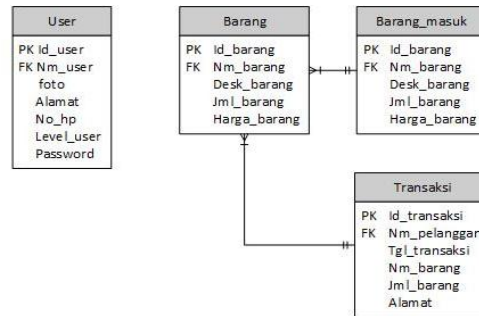 User
PK Id_user
FK Nm_user
foto
Alamat
No_hp
Level_user
Password
Barang
PK Id_barang
FK Nm_barang
Desk_barang
Jml_barang
Harga_barang
Barang_masuk
PK Id_barang
FK Nm_barang
Desk_barang
Jml_barang
Harga_barang
Transaksi
PK Id_transaksi
FK Nm_pelanggan
Tgl_transaksi
Nm_barang
Jml_barang
Alamat